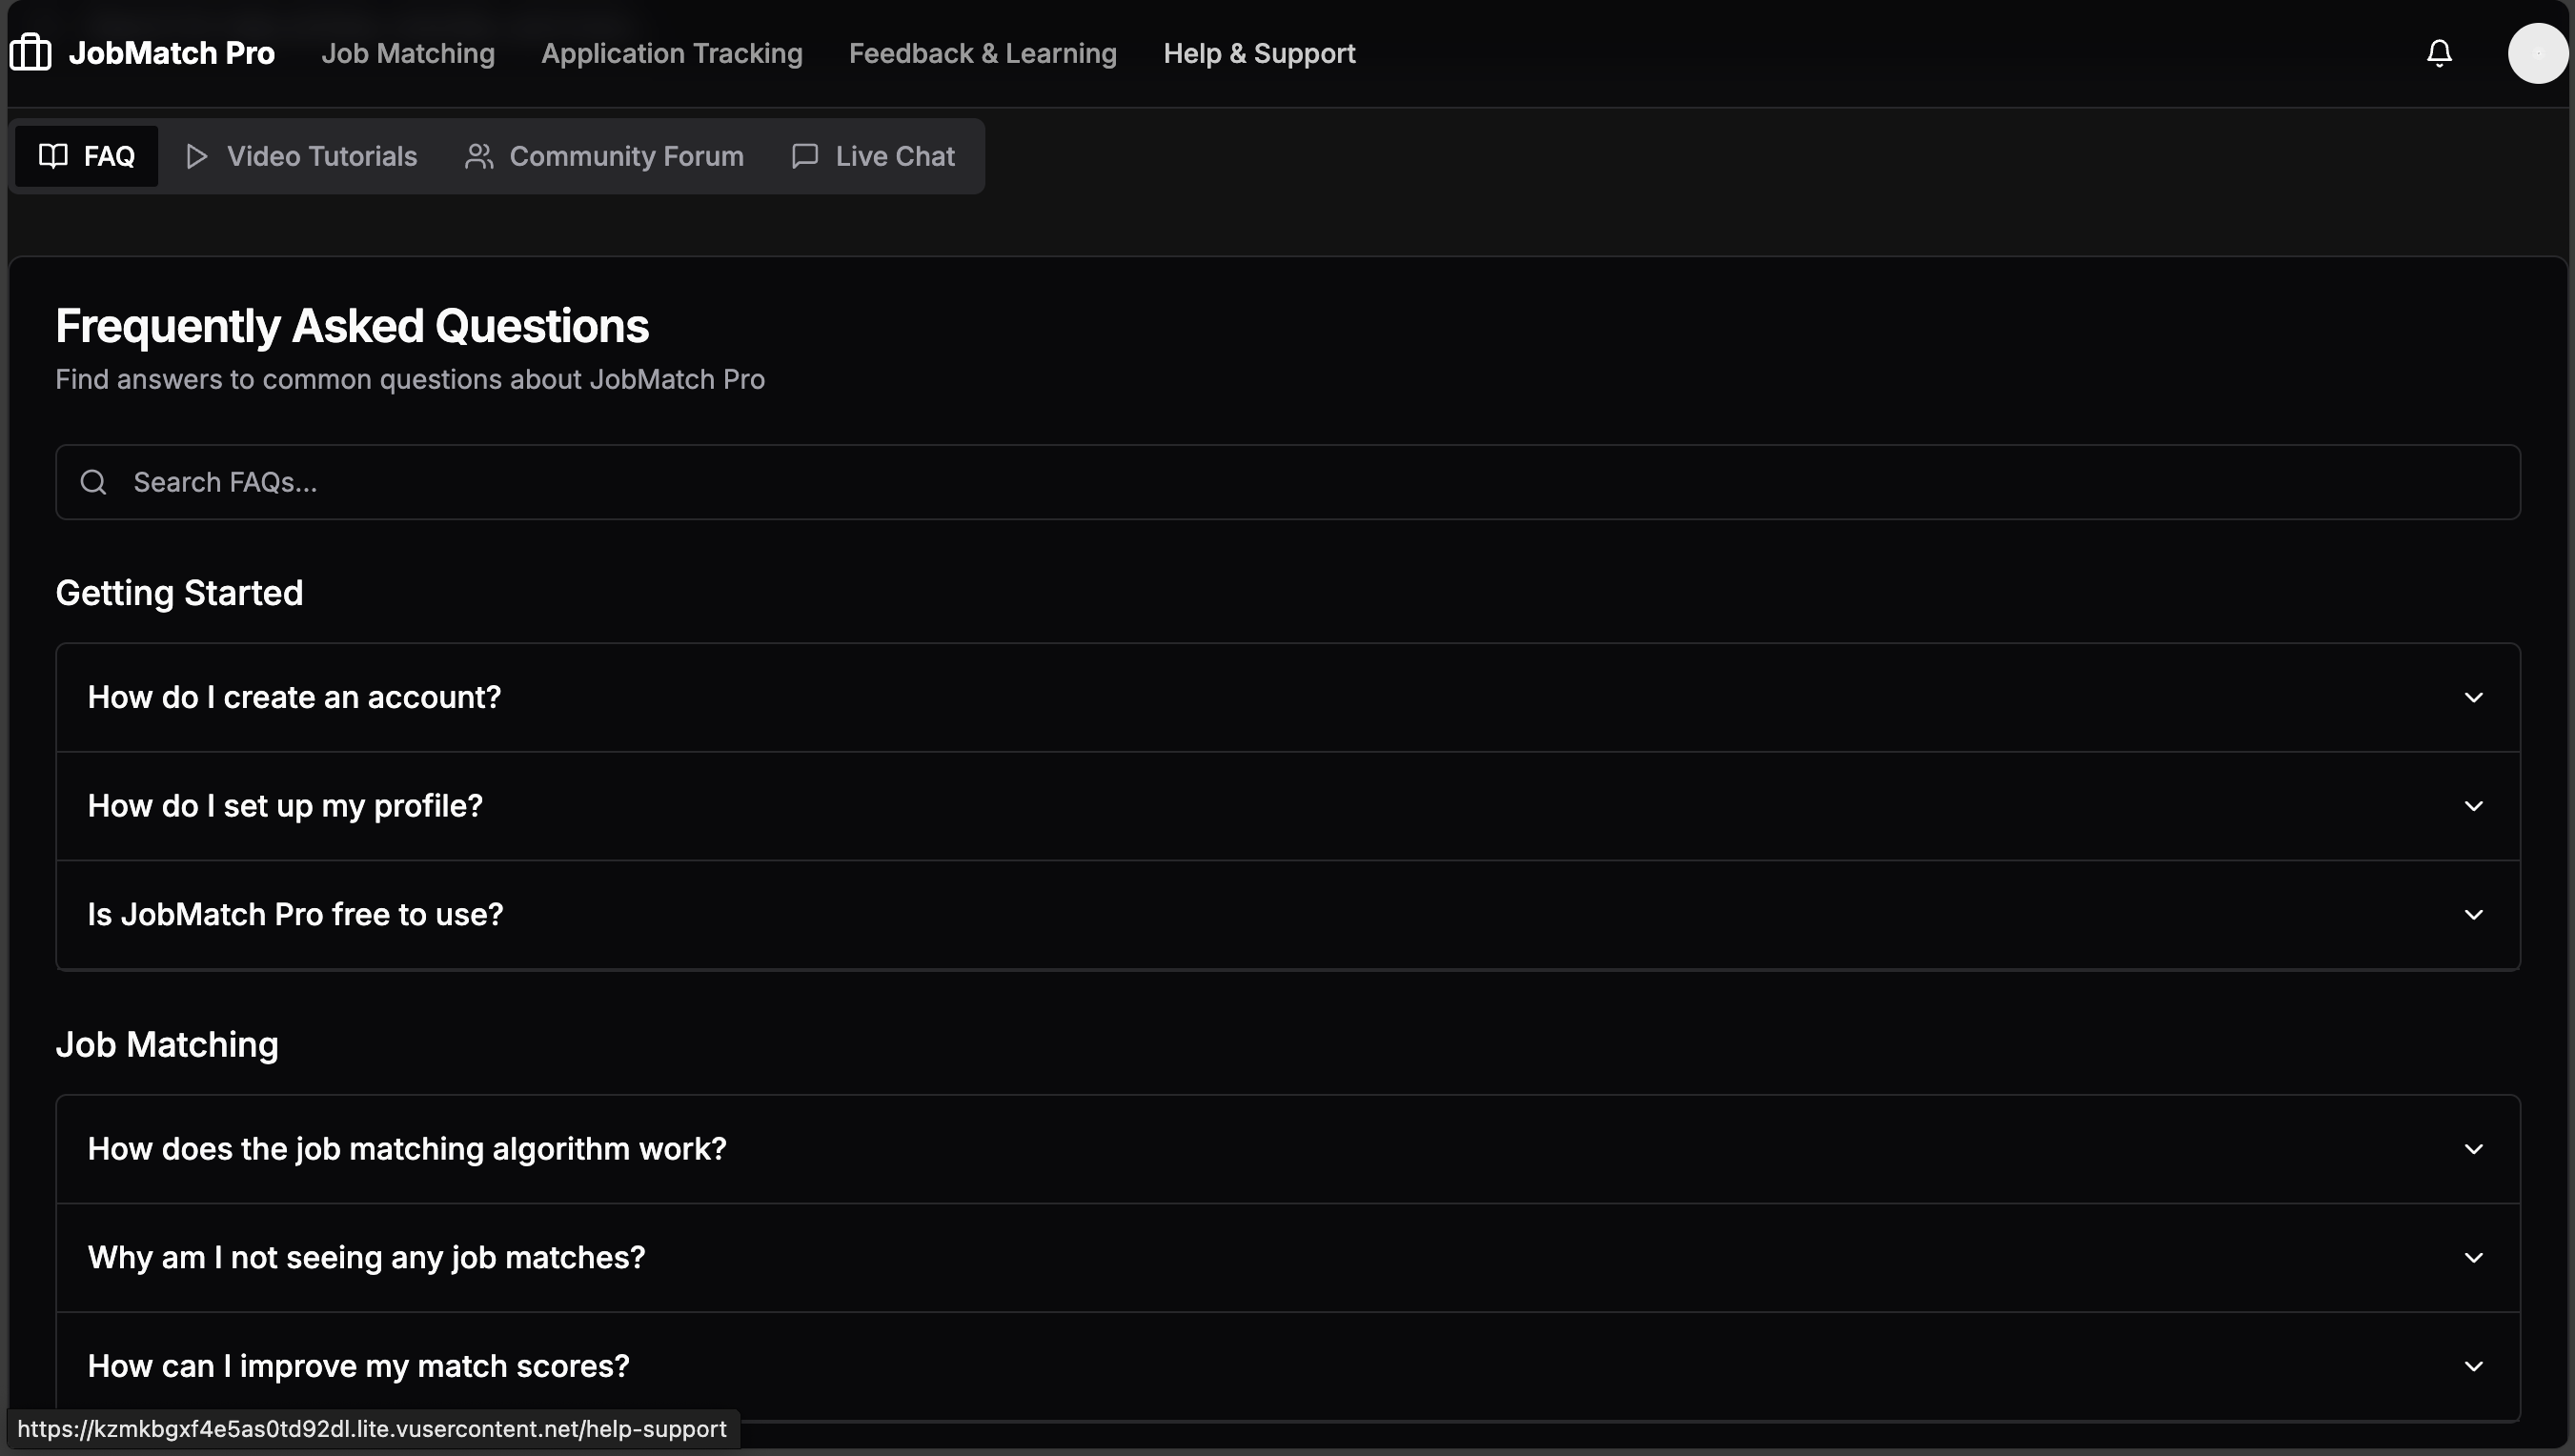 JobMatch Pro
Job Matching
Application Tracking
Feedback & Learning
Help & Support
FAQ
Video Tutorials
Community Forum
Live Chat
Frequently Asked Questions
Find answers to common questions about JobMatch Pro
Search FAQs...
Getting Started
How do I create an account?
How do I set up my profile?
Is JobMatch Pro free to use?
Job Matching
How does the job matching algorithm work?
Why am I not seeing any job matches?
How can I improve my match scores?
https://kzmkbgxf4e5as0td92dl.lite.vusercontent.net/help-support